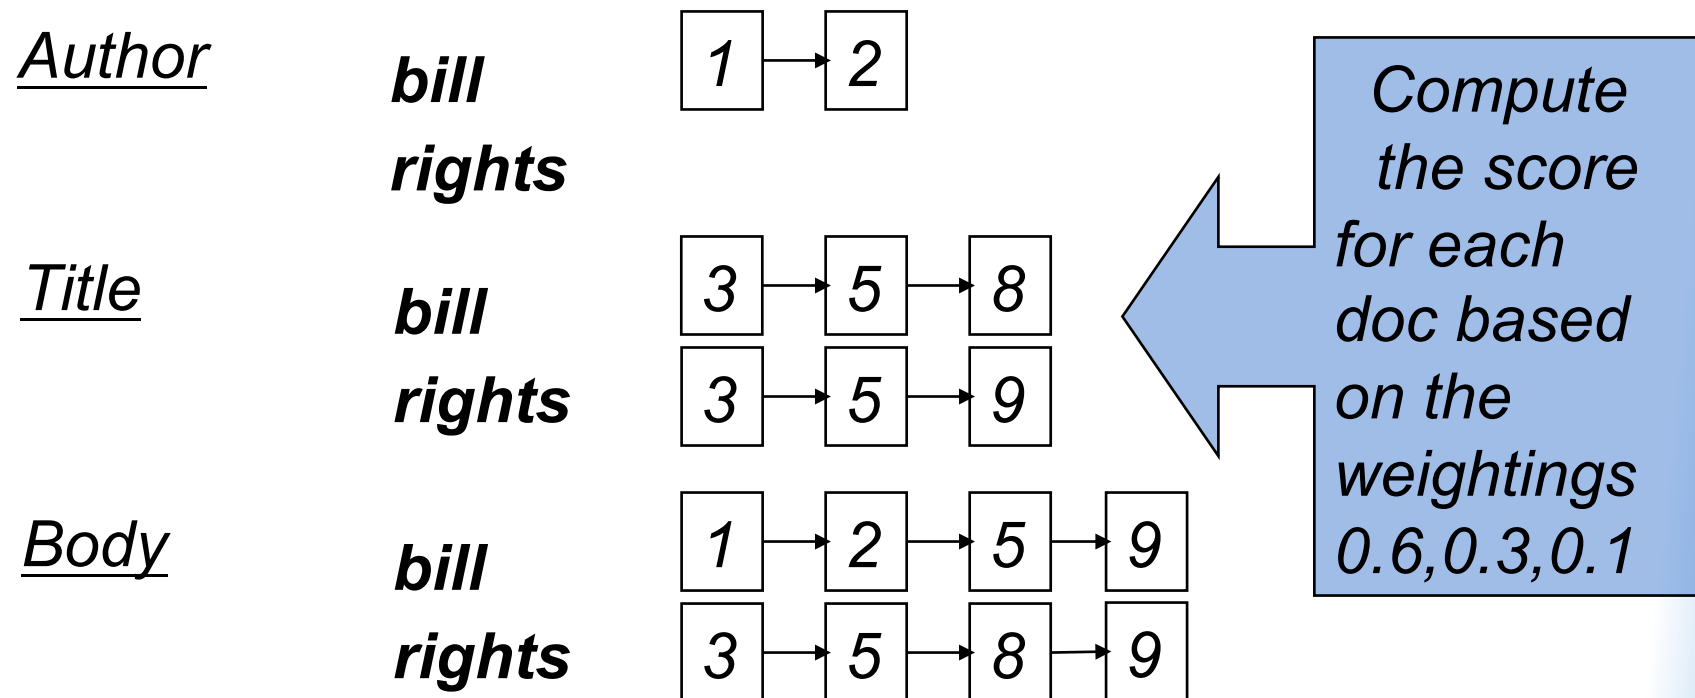 Author
bill
1 2
rights
Title
bill
3 5 8
rights
3 5 9
Body
bill
1 2 5 9
rights
3 5 8 9
Compute
the score
for each
doc based
on the
weightings
0.6,0.3,0.1